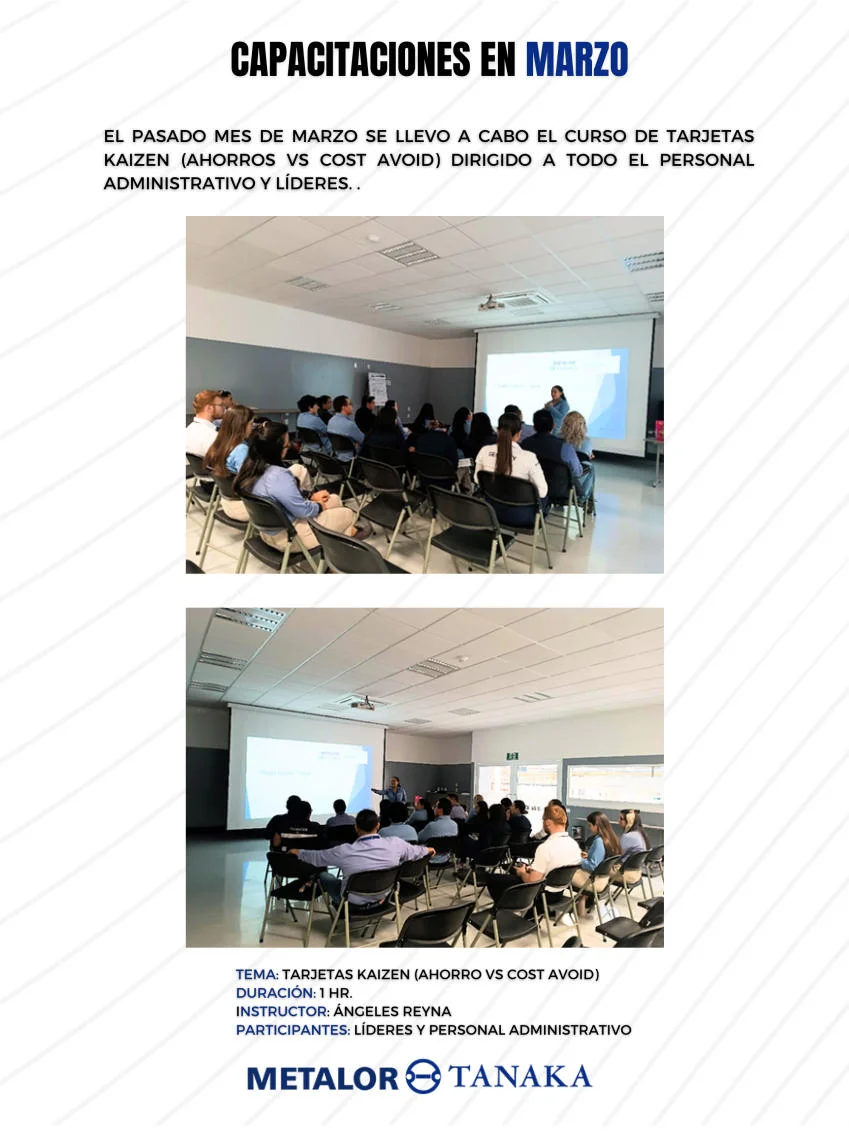 CAPACITACIONES EN MARZO
EL PASADO MES DE MARZO SE LLEVO A CABO EL CURSO DE TARJETAS
KAIZEN (AHORROS VS COST AVOID) DIRIGIDO A TODO EL PERSONAL
ADMINISTRATIVO Y LÍDERES. .
TEMA: TARJETAS KAIZEN (AHORRO VS COST AVOID)
DURACIÓN: 1 HR.
INSTRUCTOR: ÁNGELES REYNA
PARTICIPANTES: LÍDERES Y PERSONAL ADMINISTRATIVO
METALOR TANAKA